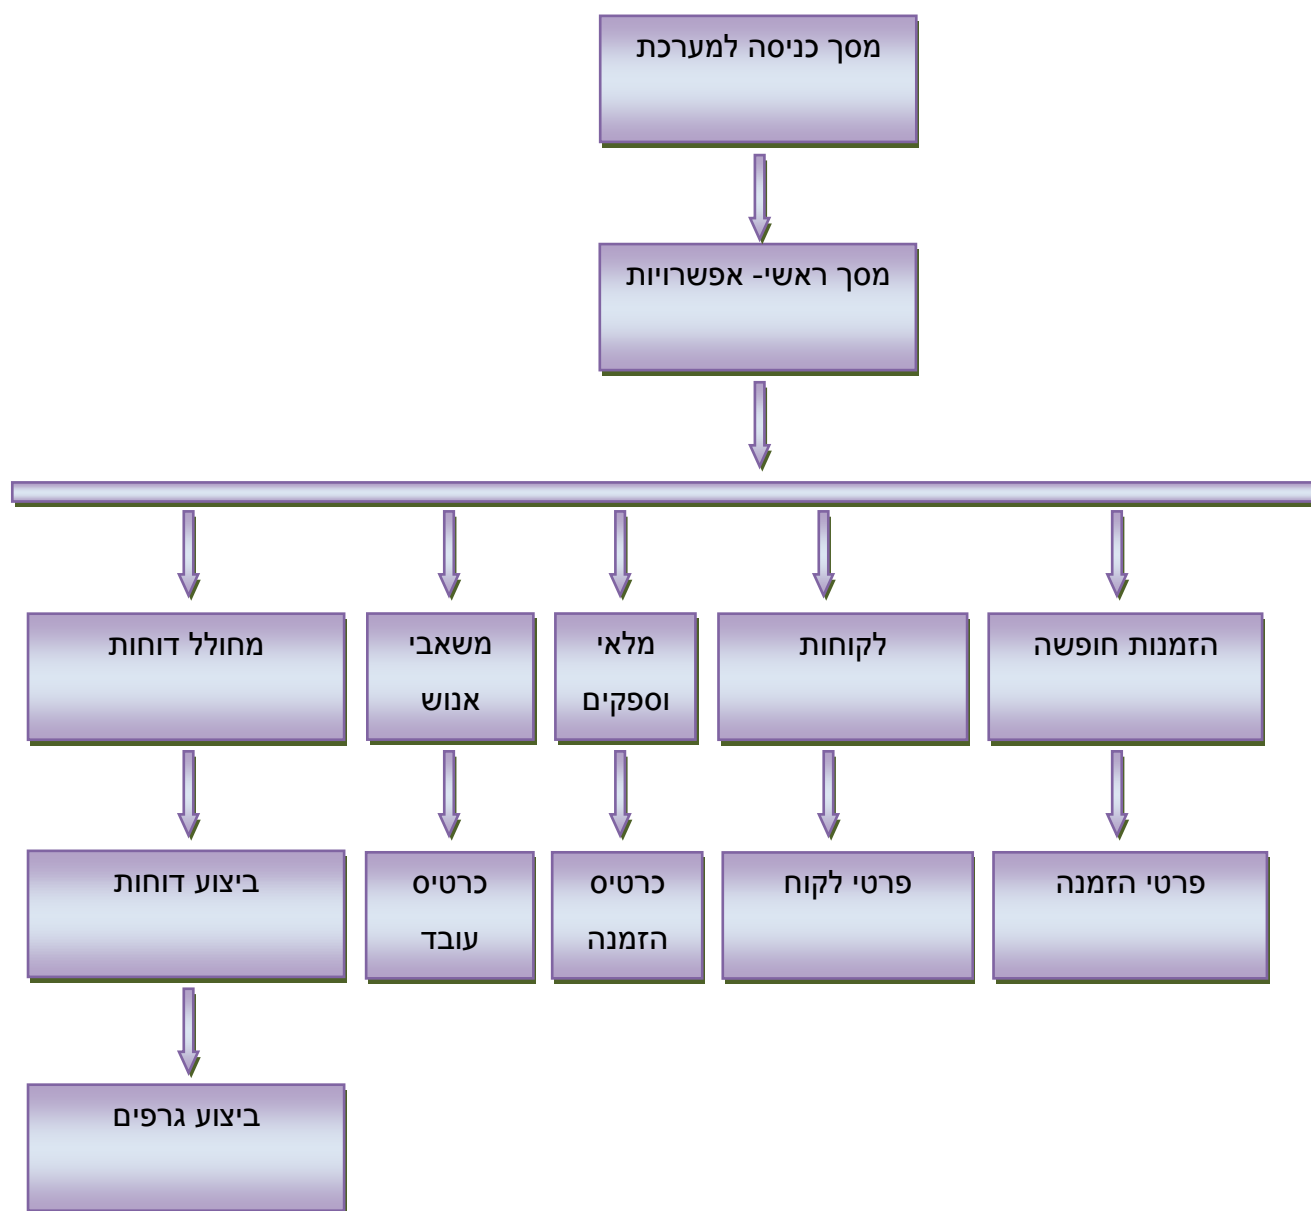 מסך כניסה למערכת
מסך ראשי- אפשרויות
הזמנות חופשה
לקוחות
מלאי
וספקים
משאבי
אנוש
מחולל דוחות
פרטי הזמנה
פרטי לקוח
כרטיס
הזמנה
כרטיס
עובד
ביצוע דוחות
ביצוע גרפים